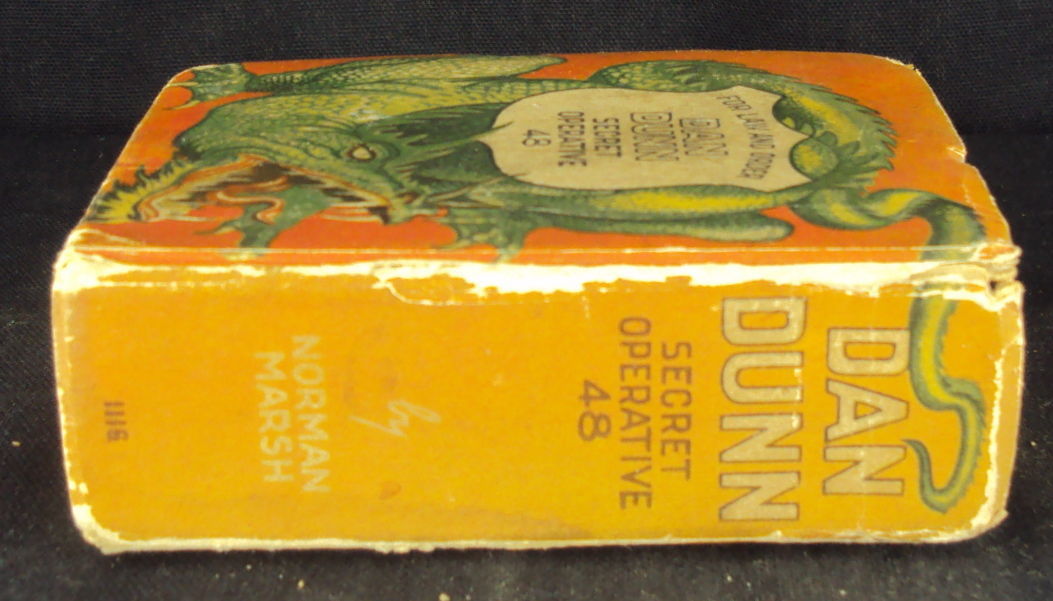 FOR LAW AND ORDER
DAN
DUNN
SECRET
OPERATIVE
48
DAN
DUNN
SECRET
OPERATIVE
48
by
NORMAN
MARSH
1116